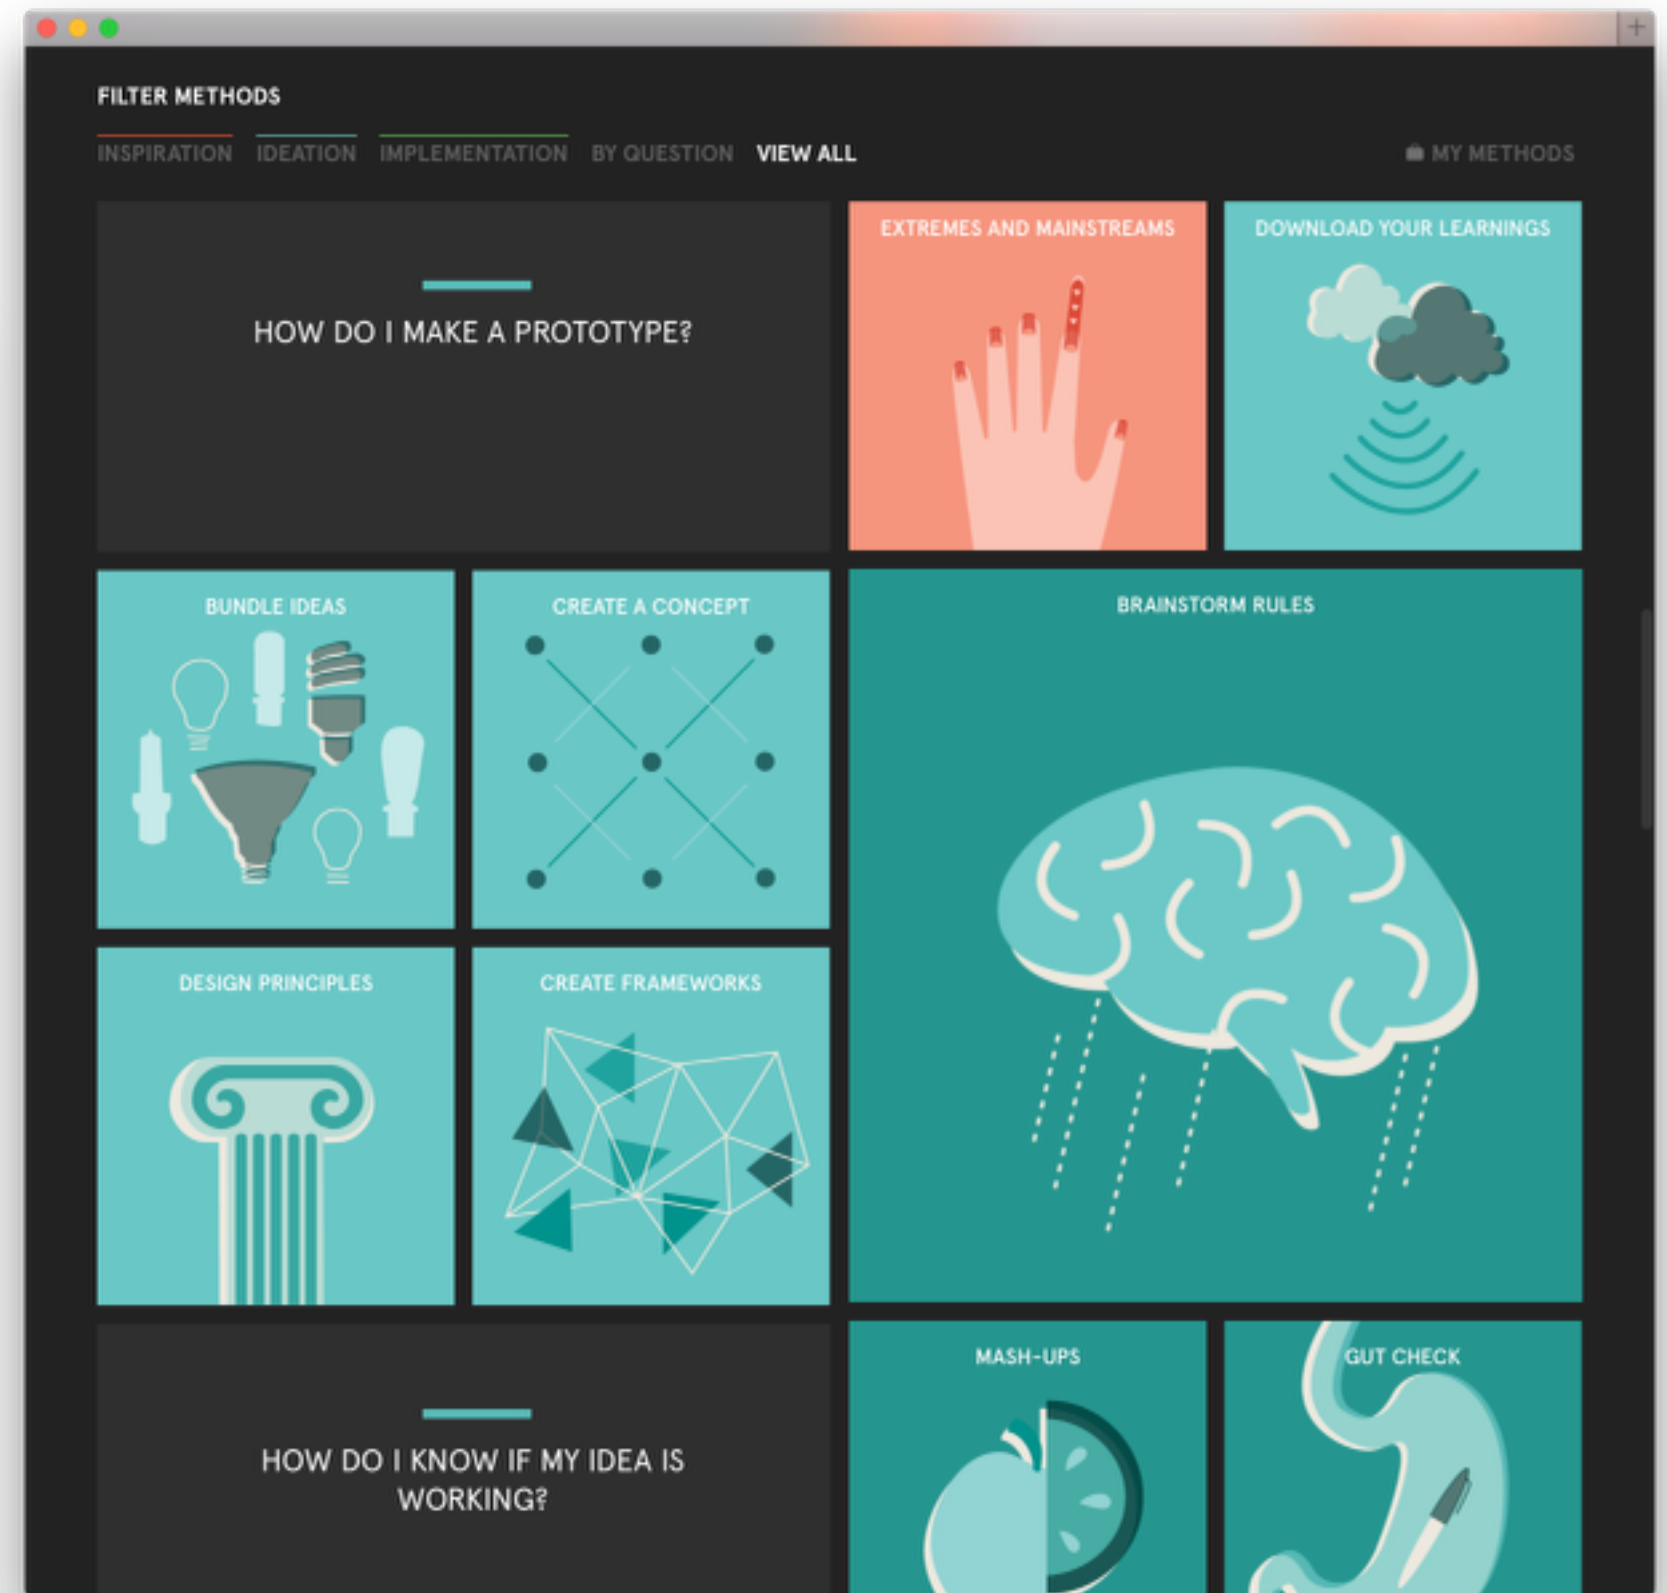 FILTER METHODS
INSPIRATION IDEATION IMPLEMENTATION BY QUESTION VIEW ALL MY METHODS
HOW DO I MAKE A PROTOTYPE?
EXTREMES AND MAINSTREAMS
DOWNLOAD YOUR LEARNINGS
BUNDLE IDEAS
CREATE A CONCEPT
BRAINSTORM RULES
DESIGN PRINCIPLES
CREATE FRAMEWORKS
HOW DO I KNOW IF MY IDEA IS
WORKING?
MASH-UPS
GUT CHECK